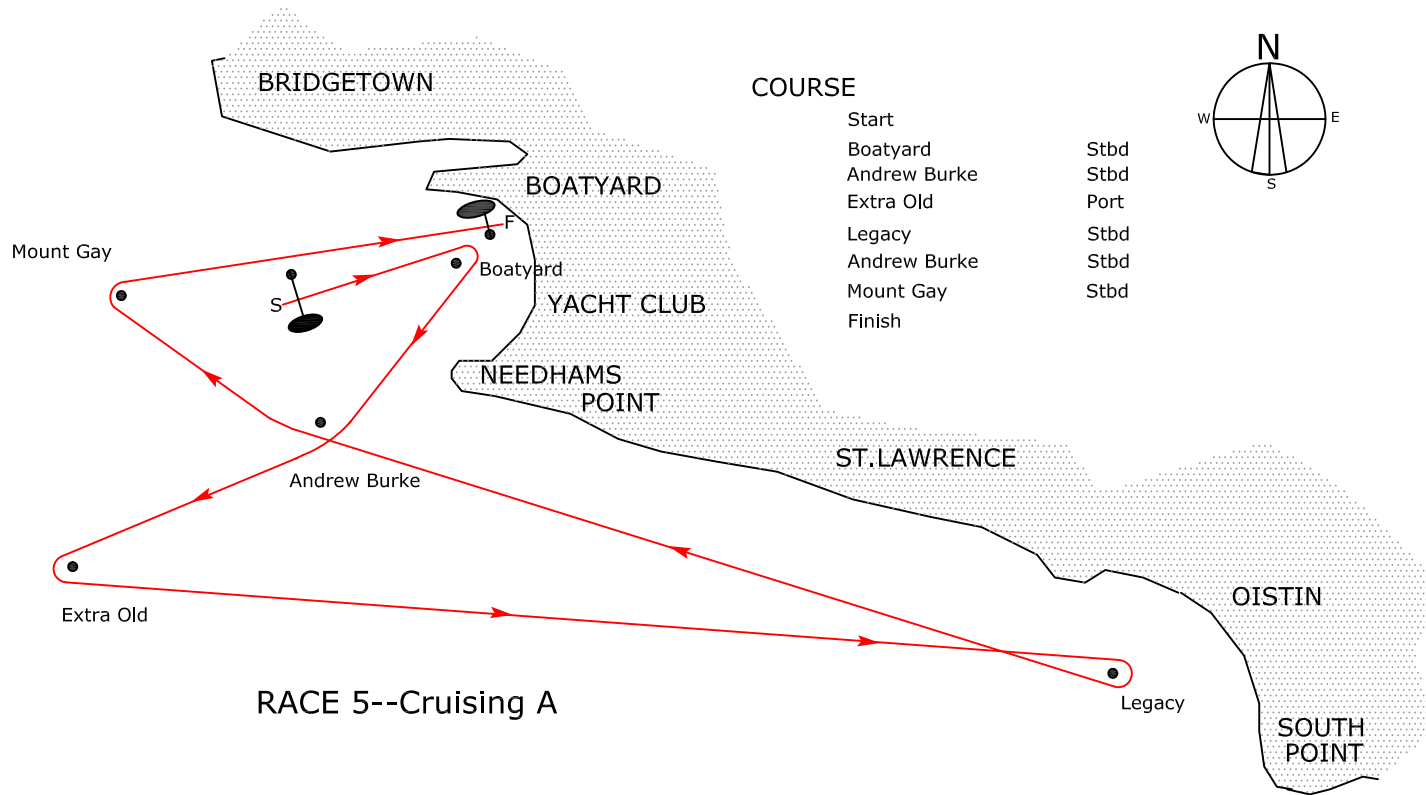 N
W
E
S
BRIDGETOWN
COURSE
Start
Boatyard Stbd
Andrew Burke Stbd
Extra Old Port
Legacy Stbd
Andrew Burke Stbd
Mount Gay Stbd
Finish
BOATYARD
F
Mount Gay
Boatyard
S
YACHT CLUB
NEEDHAMS
POINT
ST.LAWRENCE
Andrew Burke
OISTIN
Extra Old
RACE 5--Cruising A
Legacy
SOUTH
POINT